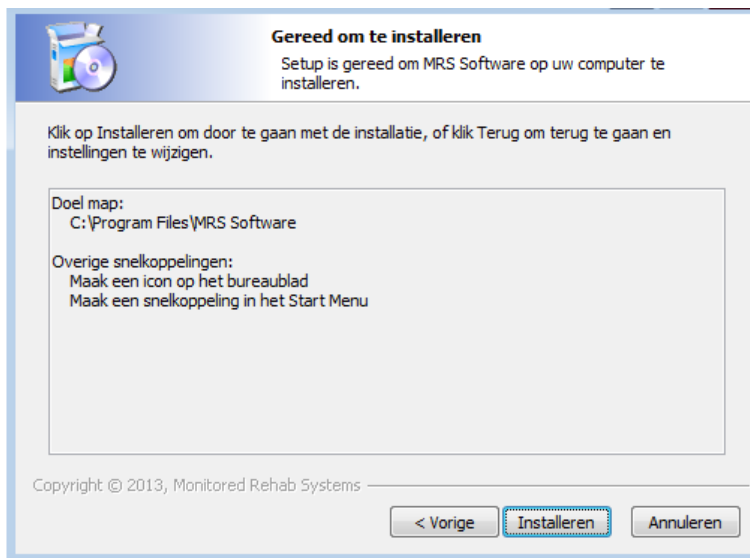 Gereed om te installeren
Setup is gereed om MRS Software op uw computer te
installeren.
Klik op Installeren om door te gaan met de installatie, of klik Terug om terug te gaan en
instellingen te wijzigen.
Doel map:
C:\Program Files\MRS Software
Overige snelkoppelingen:
Maak een icon op het bureaublad
Maak een snelkoppeling in het Start Menu
Copyright © 2013, Monitored Rehab Systems
< Vorige
Installeren
Annuleren